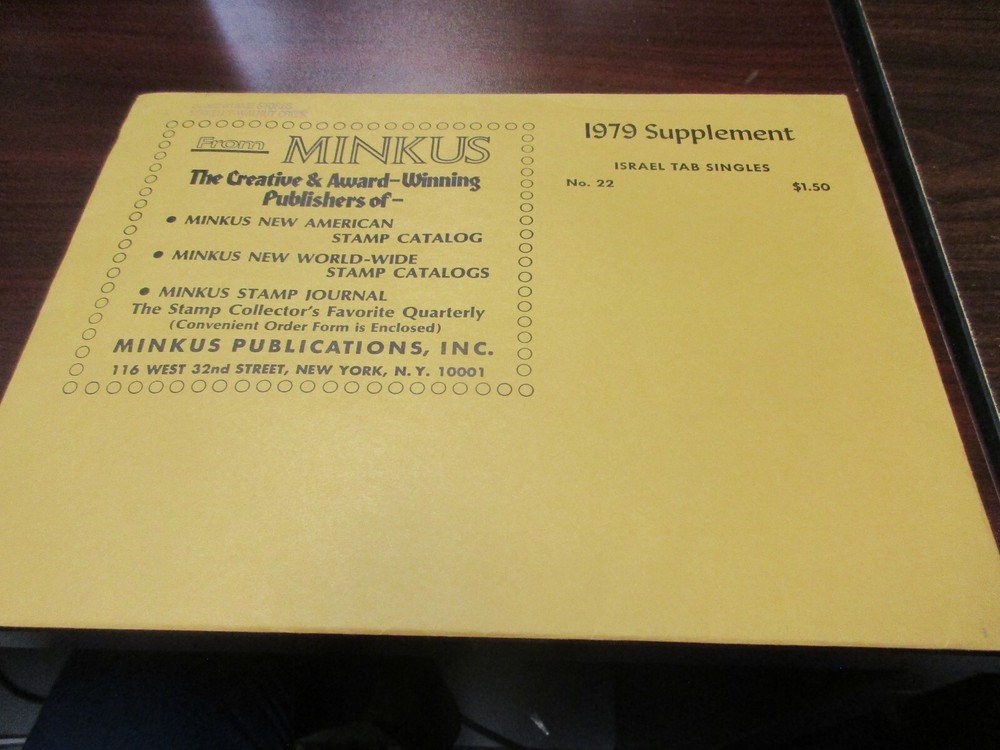 From MINKUS
The Creative & Award-Winning
Publishers of-
• MINKUS NEW AMERICAN
STAMP CATALOG
• MINKUS NEW WORLD-WIDE
STAMP CATALOGS
• MINKUS STAMP JOURNAL
The Stamp Collector's Favorite Quarterly
(Convenient Order Form is Enclosed)
MINKUS PUBLICATIONS, INC.
116 WEST 32nd STREET, NEW YORK, N.Y. 10001
1979 Supplement
ISRAEL TAB SINGLES
No. 22 $1.50